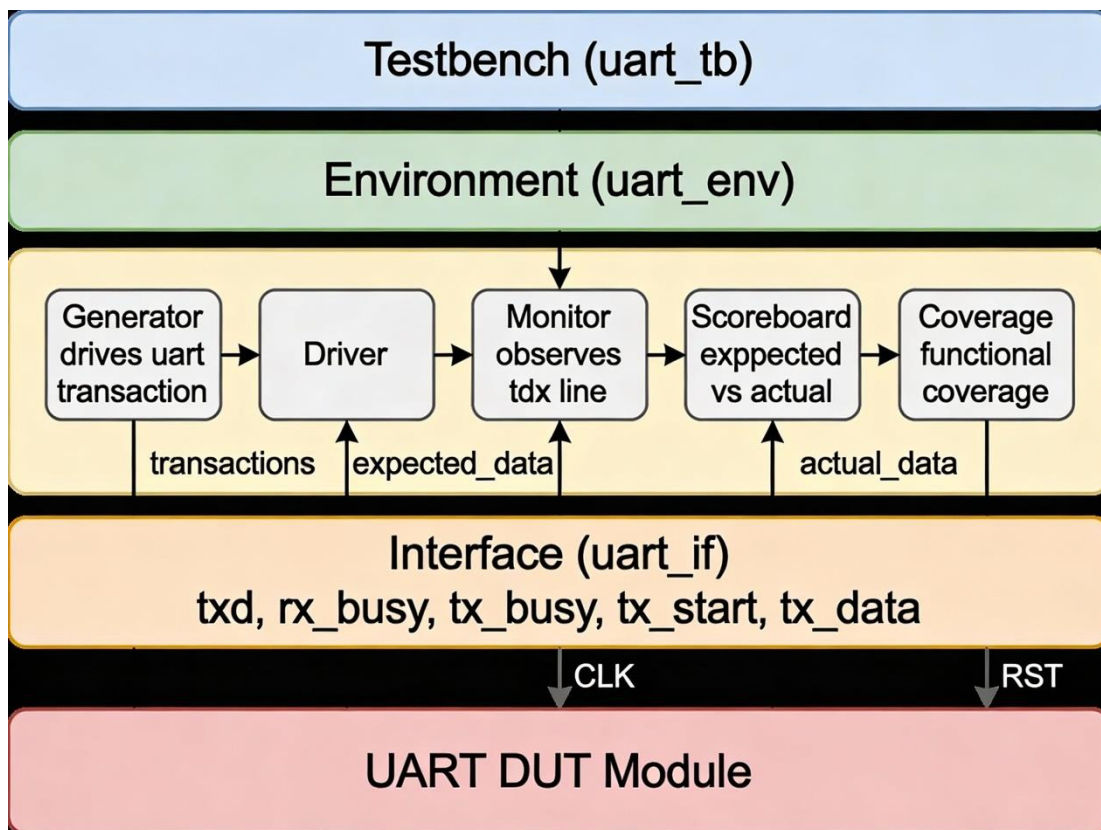 Testbench (uart_tb)
Environment (uart_env)
Generator
drives uart
transaction
Driver
Monitor
observes
tdx line
Scoreboard
exppected
vs actual
Coverage
functional
coverage
transactions
expected_data
actual_data
Interface (uart_if)
txd, rx_busy, tx_busy, tx_start, tx_data
CLK
RST
UART DUT Module